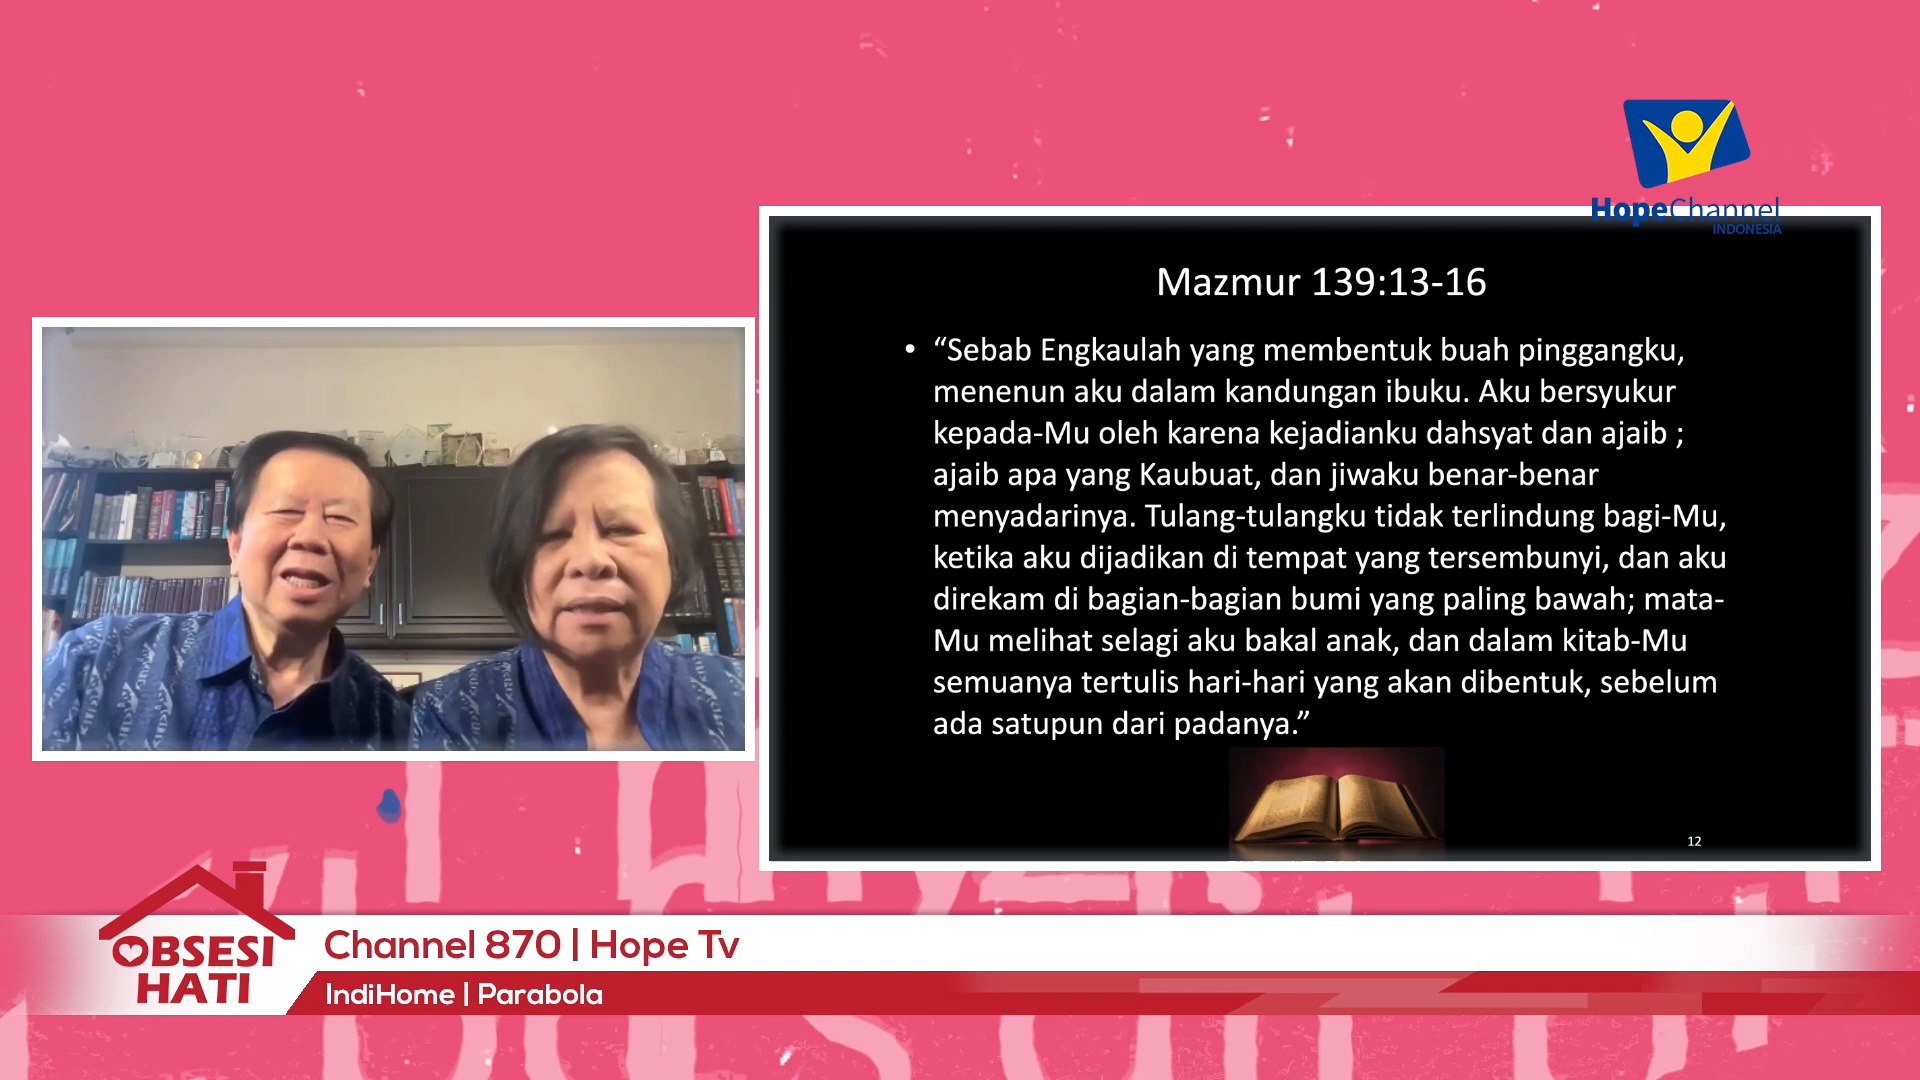 HopeChannel
INDONESIA
Mazmur 139:13-16
• “Sebab Engkaulah yang membentuk buah pinggangku,
menenun aku dalam kandungan ibuku. Aku bersyukur
kepada-Mu oleh karena kejadianku dahsyat dan ajaib ;
ajaib apa yang Kaubuat, dan jiwaku benar-benar
menyadarinya. Tulang-tulangku tidak terlindung bagi-Mu,
ketika aku dijadikan di tempat yang tersembunyi, dan aku
direkam di bagian-bagian bumi yang paling bawah; mata-
Mu melihat selagi aku bakal anak, dan dalam kitab-Mu
semuanya tertulis hari-hari yang akan dibentuk, sebelum
ada satupun dari padanya.”
12
OBSESI
HATI
Channel 870 | Hope Tv
IndiHome | Parabola